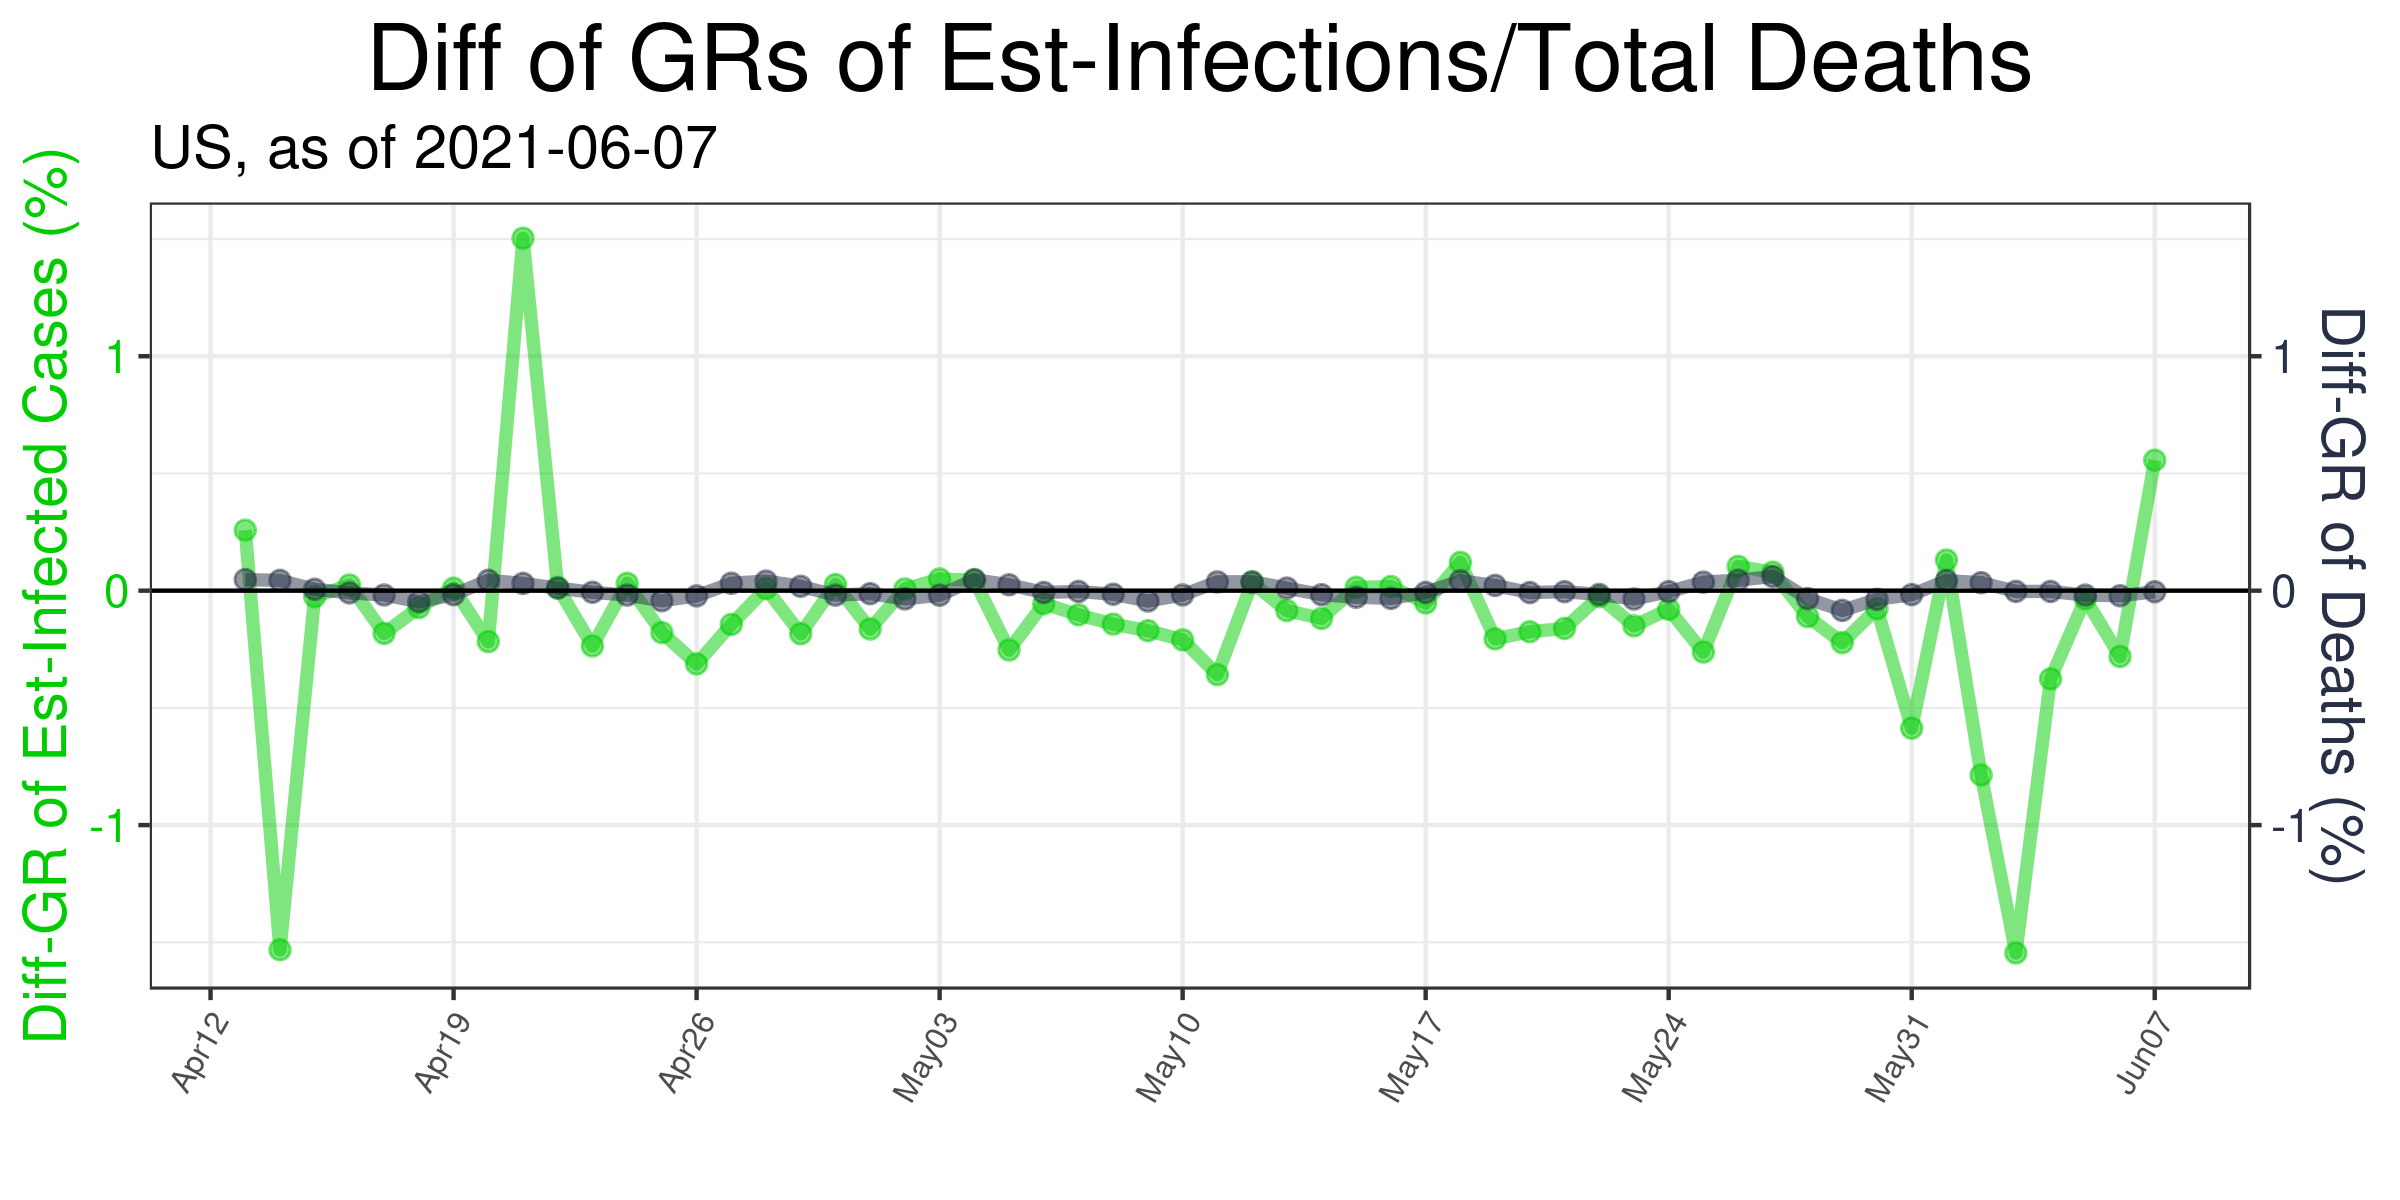 Diff of GRs of Est-Infections/Total Deaths
US, as of 2021-06-07
Diff-GR of Est-Infected Cases (%)
1
0
-1
1
0
-1
Diff-GR of Deaths (%)
Apr12
Apr19
Apr26
May03
May10
May17
May24
May31
Jun07